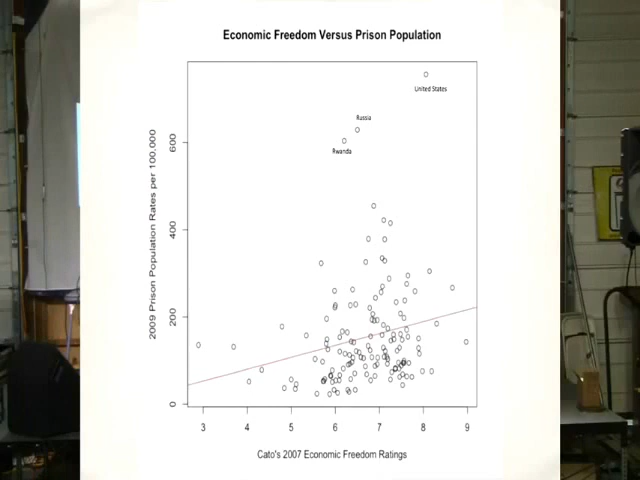 Economic Freedom Versus Prison Population
United States
Russia
Rwanda
2009 Prison Population Rates per 100,000
600
400
200
0
3 4 5 6 7 8 9
Cato's 2007 Economic Freedom Ratings